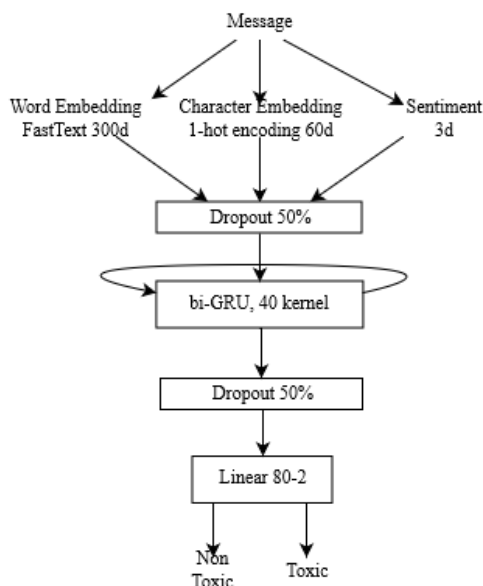 Message
Word Embedding
FastText 300d
Character Embedding
1-hot encoding 60d
Sentiment
3d
Dropout 50%
bi-GRU, 40 kernel
Dropout 50%
Linear 80-2
Non
Toxic
Toxic